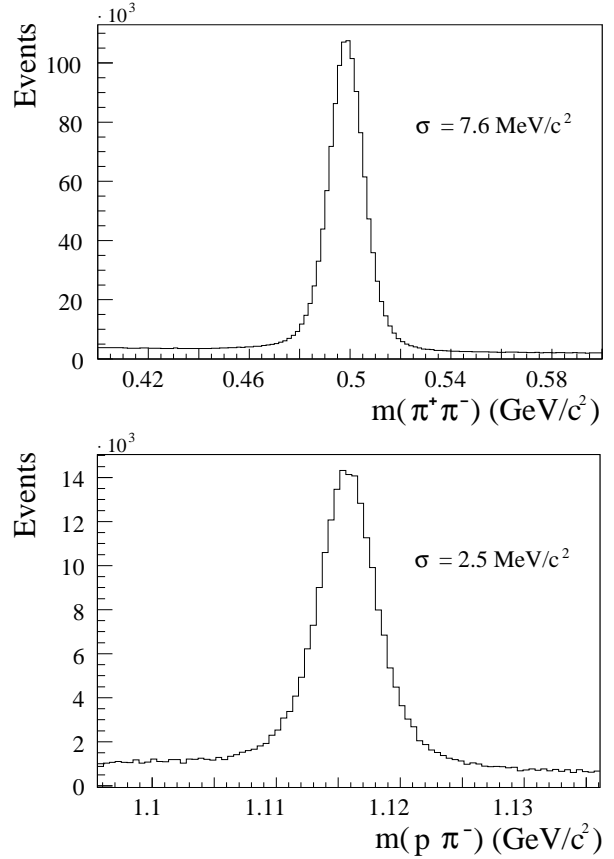 · 10³
Events
100
80
60
40
20
0
σ = 7.6 MeV/c²
0.42 0.46 0.5 0.54 0.58
m(π⁺π⁻) (GeV/c²)
· 10³
Events
14
12
10
8
6
4
2
0
σ = 2.5 MeV/c²
1.1 1.11 1.12 1.13
m(p π⁻) (GeV/c²)